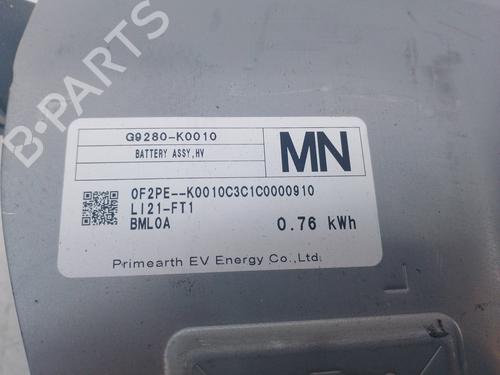 B-PARTS
G9280-K0010
BATTERY ASSY,HV
MN
0F2PE--K0010C3C1C0000910
LI21-FT1
BML0A
0.76 kWh
Primearth EV Energy Co.,Ltd.